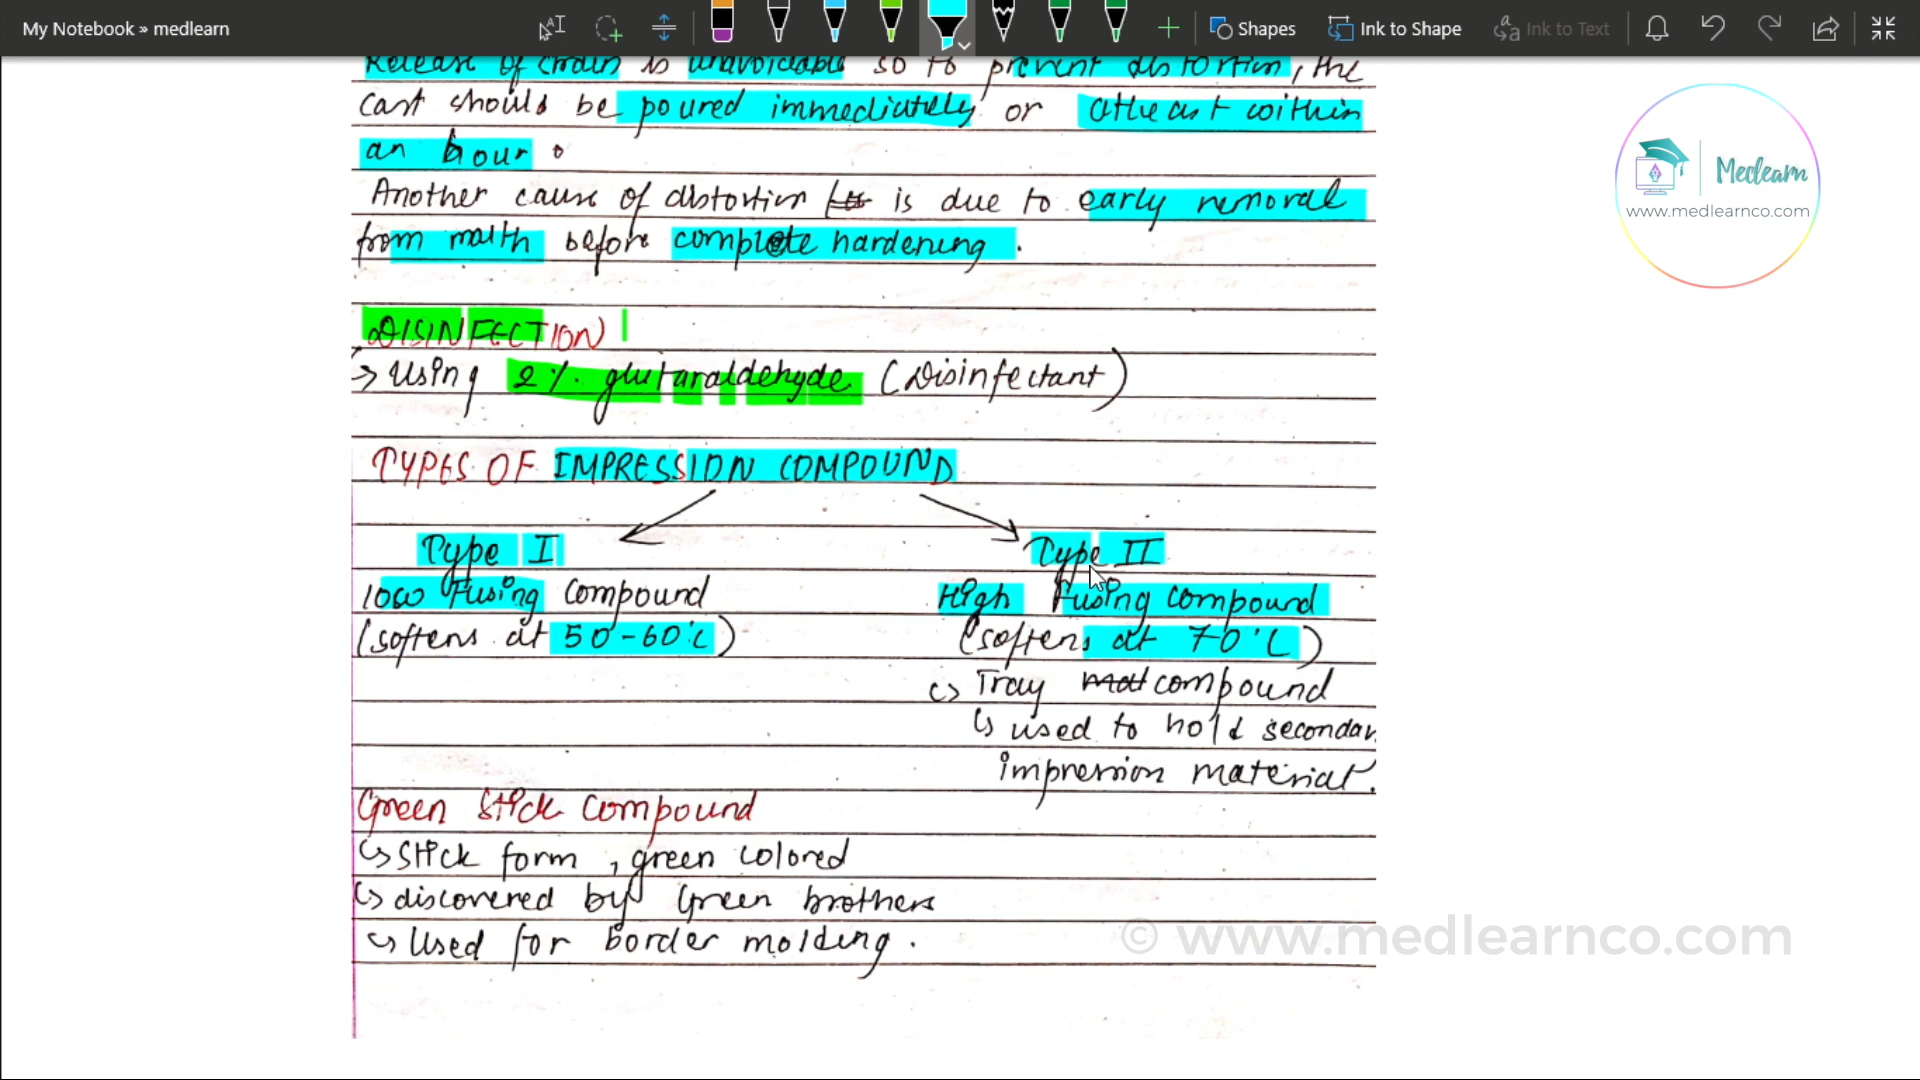 My Notebook » medlearn
Shapes
Ink to Shape
Ink to Text
Release of strain is unavoidable so to prevent distortion, the
cast should be poured immediately or atleast within
an hour.
Another cause of distortion is due to early removal
from mouth before complete hardening.
DISINFECTION
→ Using 2% glutaraldehyde (Disinfectant)
TYPES OF IMPRESSION COMPOUND
Type I
Type II
low Fusing compound
High Fusing compound
(softens at 50-60°C)
(softens at 70°C)
↳ Tray compound
↳ used to hold secondar
impression material.
Green Stick Compound
↳ Stick form, green colored
↳ discovered by Green brothers
↳ Used for border molding.
Medlearn
www.medlearnco.com
© www.medlearnco.com